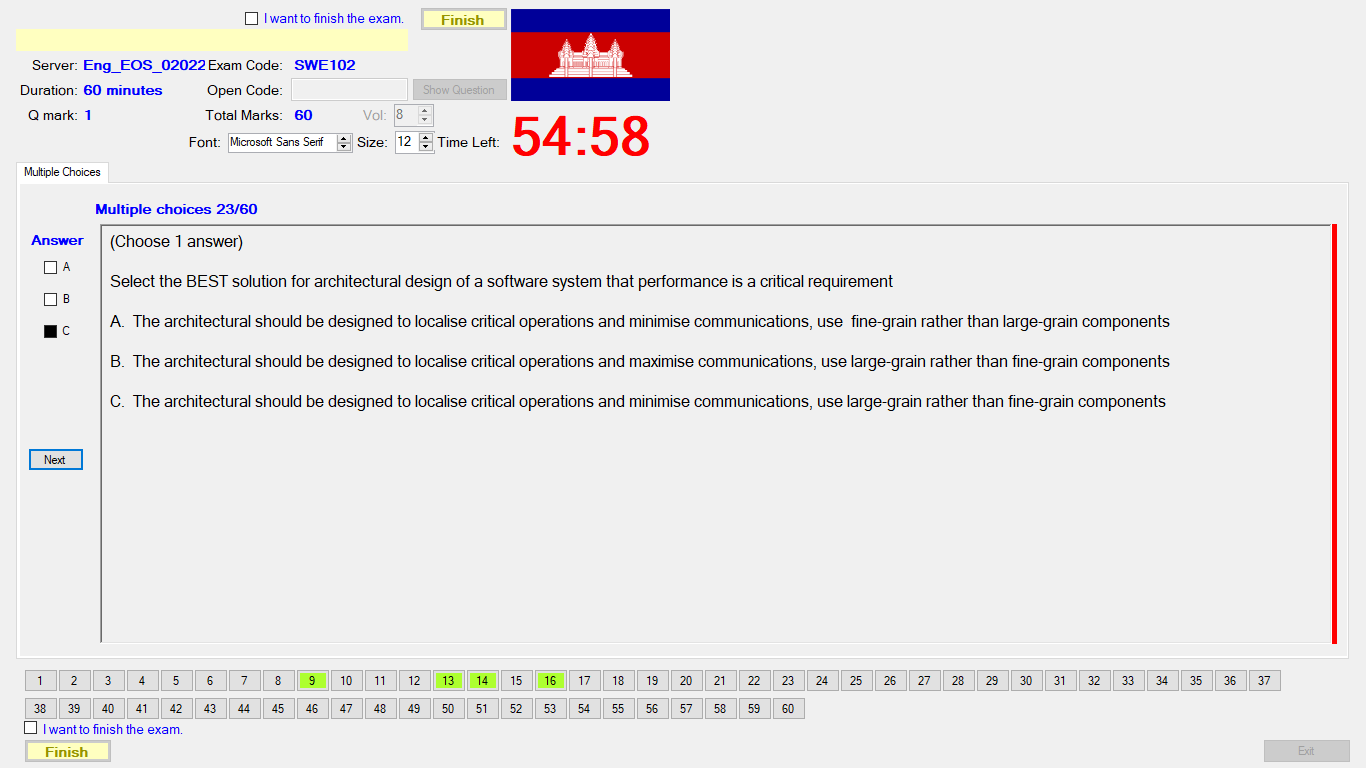 I want to finish the exam. Finish
Server: Eng_EOS_02022 Exam Code: SWE102
Duration: 60 minutes Open Code: Show Question
Q mark: 1 Total Marks: 60 Vol: 8
Font: Microsoft Sans Serif Size: 12 Time Left: 54:58
Multiple Choices
Multiple choices 23/60
Answer
A
B
C
Next
(Choose 1 answer)
Select the BEST solution for architectural design of a software system that performance is a critical requirement
A. The architectural should be designed to localise critical operations and minimise communications, use fine-grain rather than large-grain components
B. The architectural should be designed to localise critical operations and maximise communications, use large-grain rather than fine-grain components
C. The architectural should be designed to localise critical operations and minimise communications, use large-grain rather than fine-grain components
1 2 3 4 5 6 7 8 9 10 11 12 13 14 15 16 17 18 19 20 21 22 23 24 25 26 27 28 29 30 31 32 33 34 35 36 37
38 39 40 41 42 43 44 45 46 47 48 49 50 51 52 53 54 55 56 57 58 59 60
I want to finish the exam.
Finish Exit